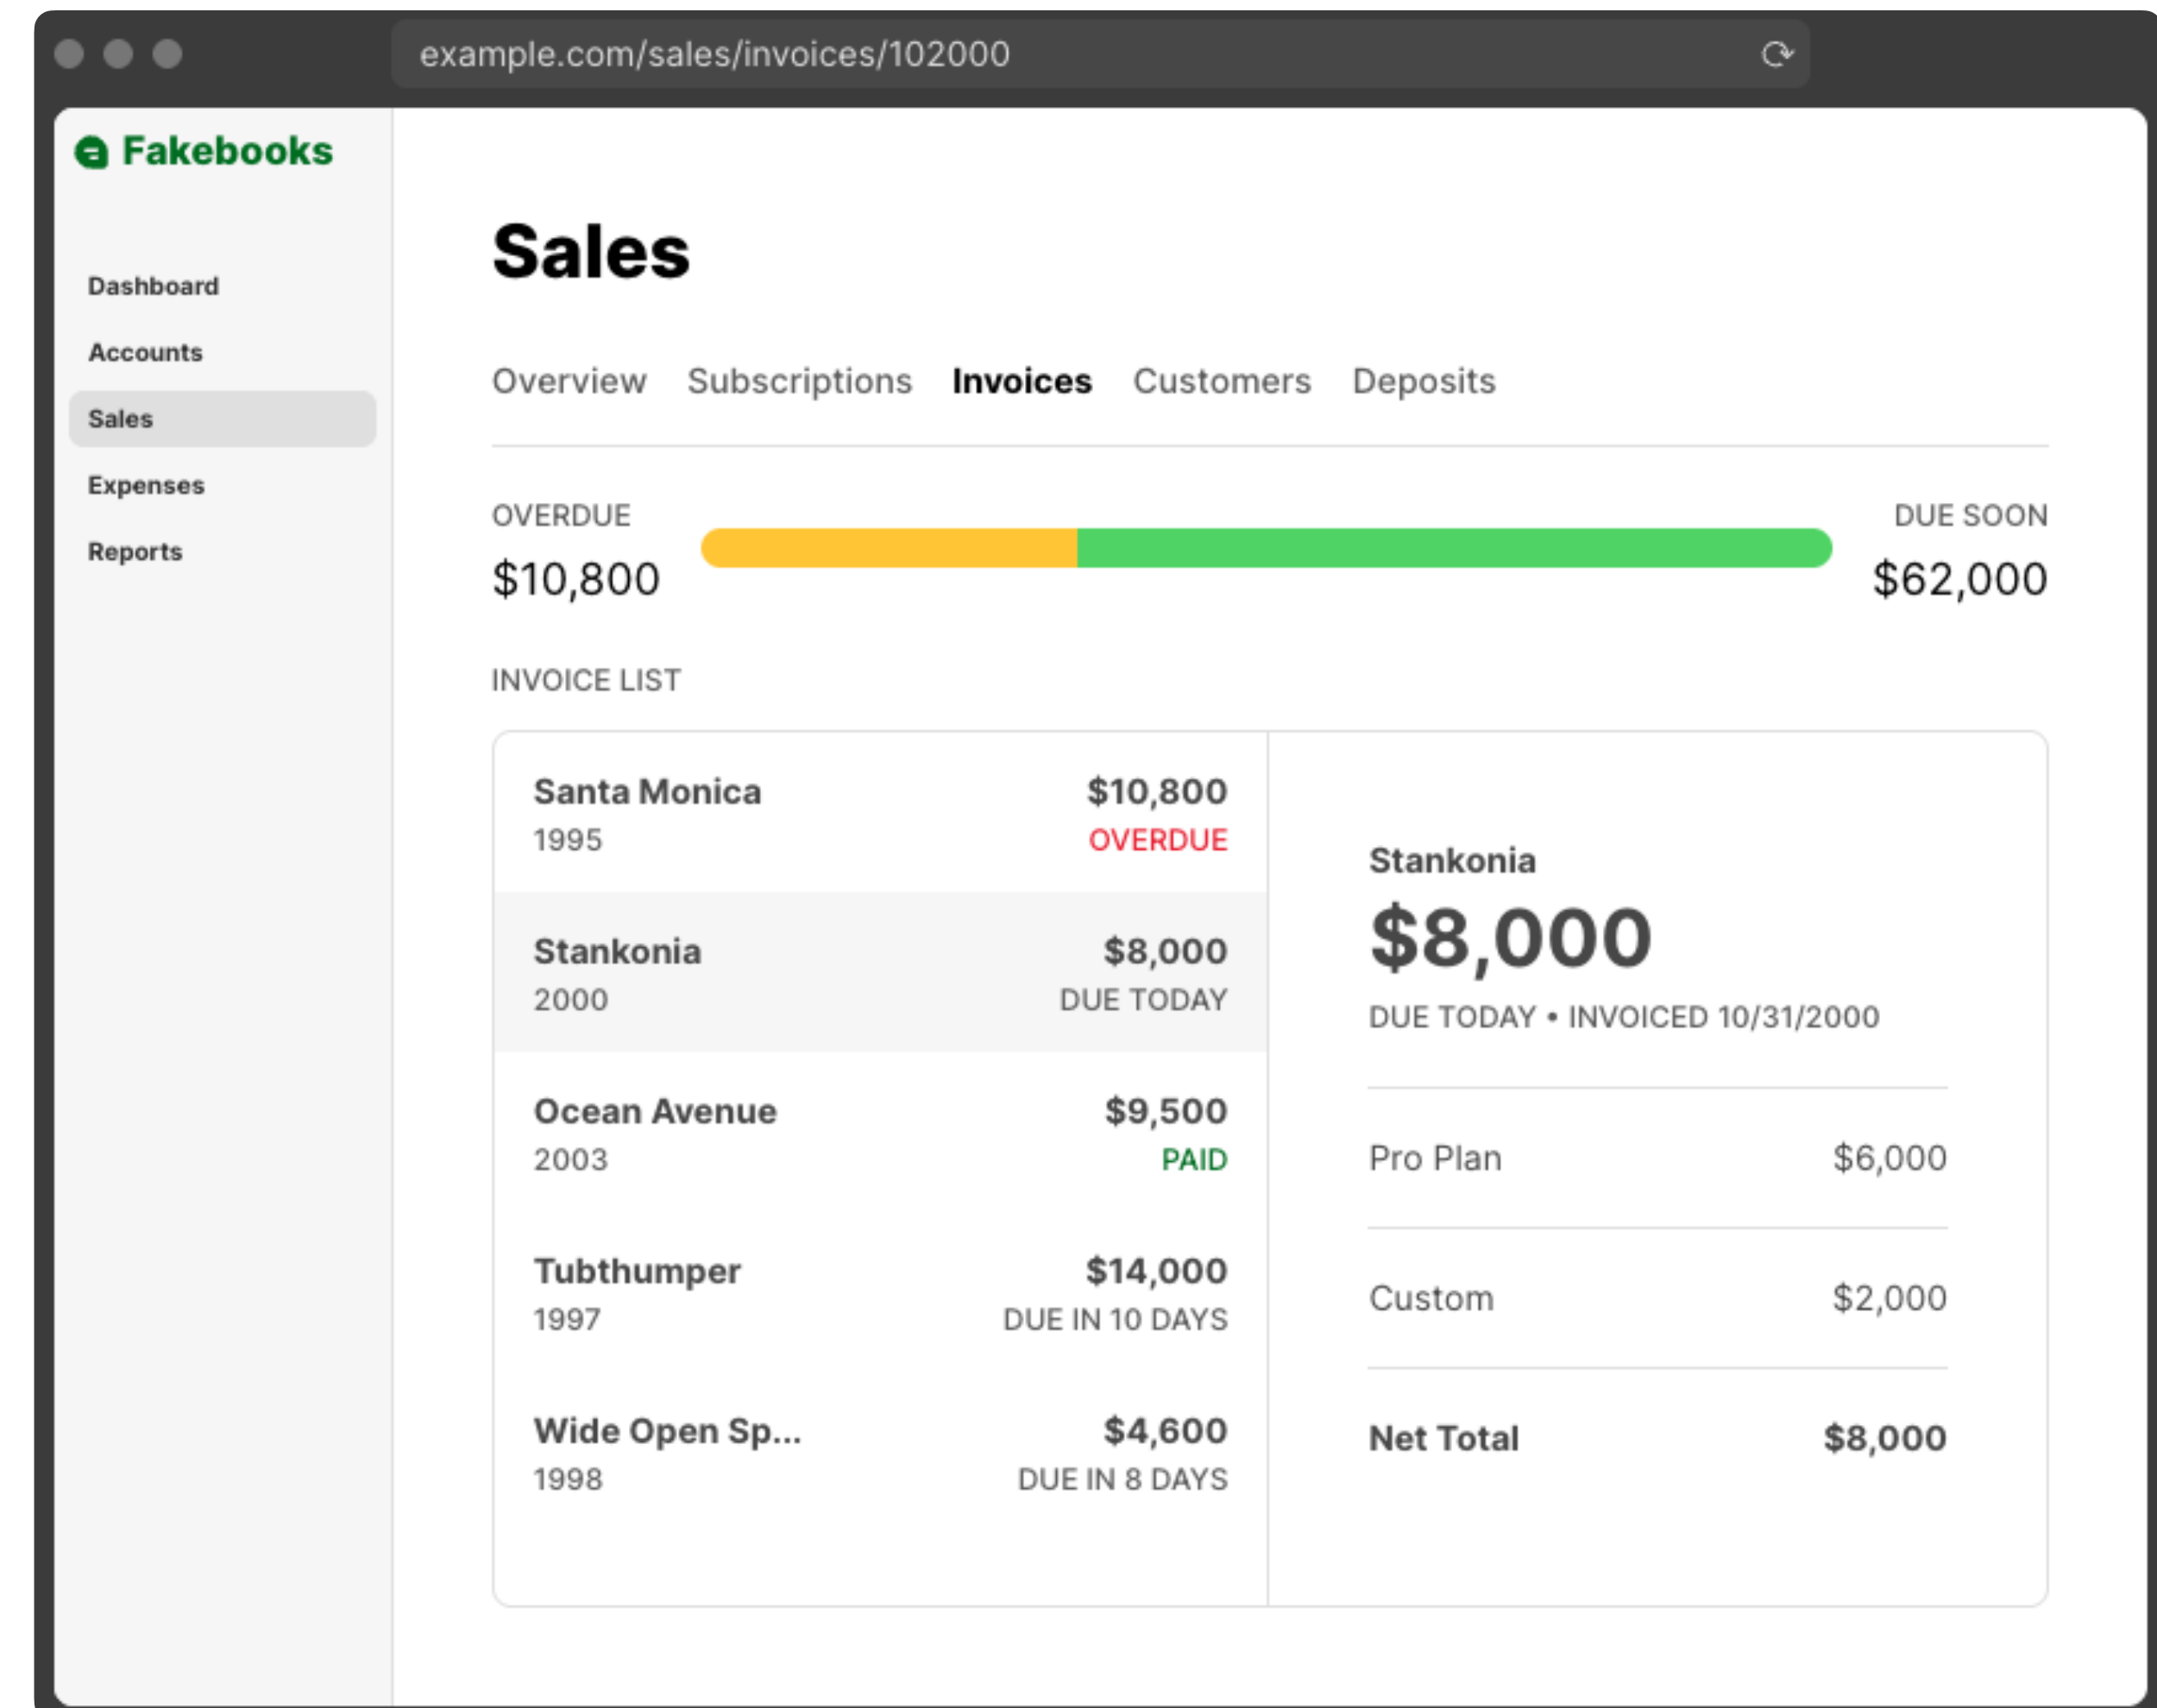 example.com/sales/invoices/102000
Fakebooks
Dashboard
Accounts
Sales
Expenses
Reports
Sales
Overview Subscriptions Invoices Customers Deposits
OVERDUE
$10,800
DUE SOON
$62,000
INVOICE LIST
Santa Monica $10,800
1995 OVERDUE
Stankonia $8,000
2000 DUE TODAY
Ocean Avenue $9,500
2003 PAID
Tubthumper $14,000
1997 DUE IN 10 DAYS
Wide Open Sp... $4,600
1998 DUE IN 8 DAYS
Stankonia
$8,000
DUE TODAY • INVOICED 10/31/2000
Pro Plan $6,000
Custom $2,000
Net Total $8,000